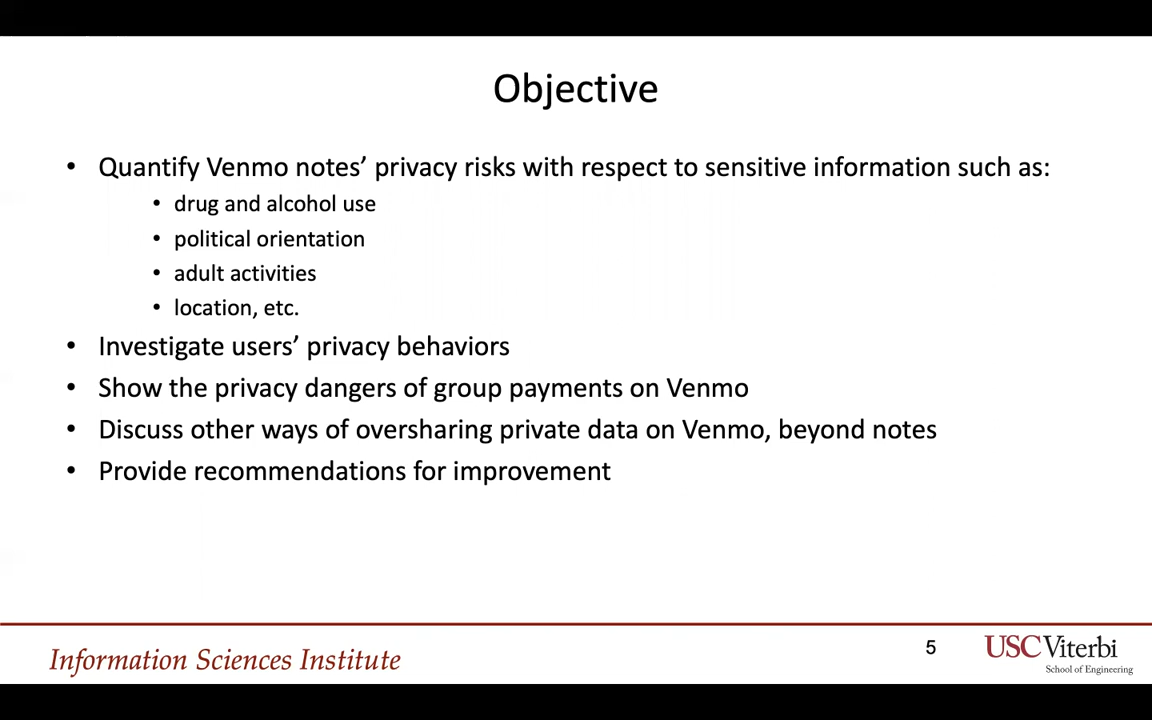 Objective
• Quantify Venmo notes’ privacy risks with respect to sensitive information such as:
• drug and alcohol use
• political orientation
• adult activities
• location, etc.
• Investigate users’ privacy behaviors
• Show the privacy dangers of group payments on Venmo
• Discuss other ways of oversharing private data on Venmo, beyond notes
• Provide recommendations for improvement
Information Sciences Institute
5
USC Viterbi
School of Engineering